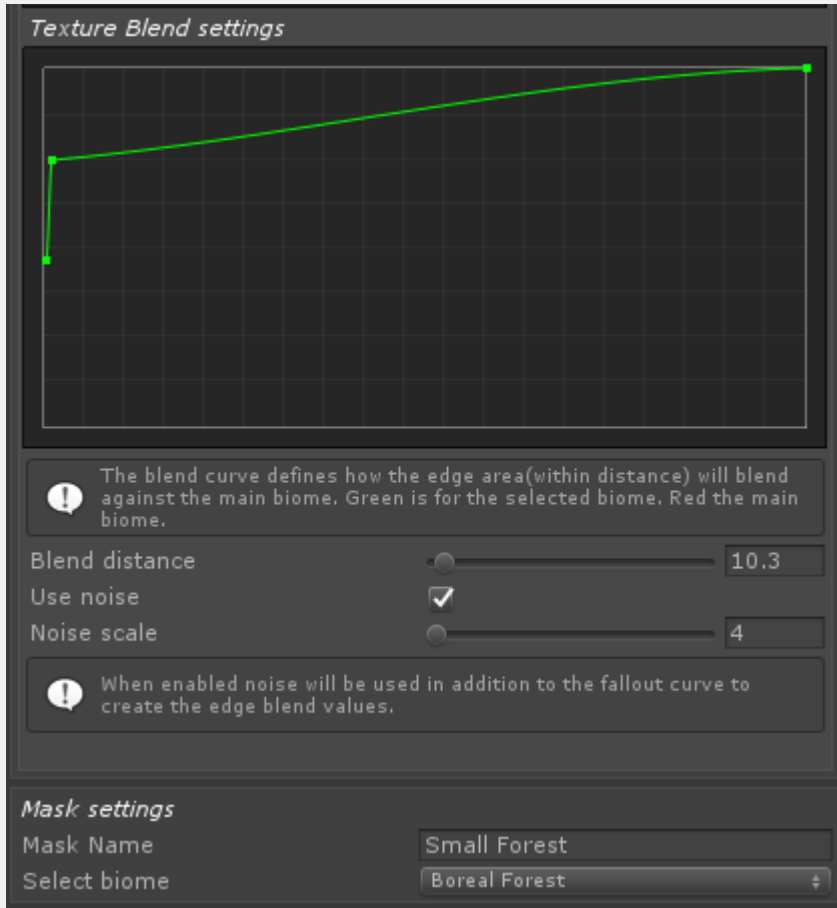 Texture Blend settings
The blend curve defines how the edge area(within distance) will blend
against the main biome. Green is for the selected biome. Red the main
biome.
Blend distance 10.3
Use noise
Noise scale 4
When enabled noise will be used in addition to the fallout curve to
create the edge blend values.
Mask settings
Mask Name Small Forest
Select biome Boreal Forest